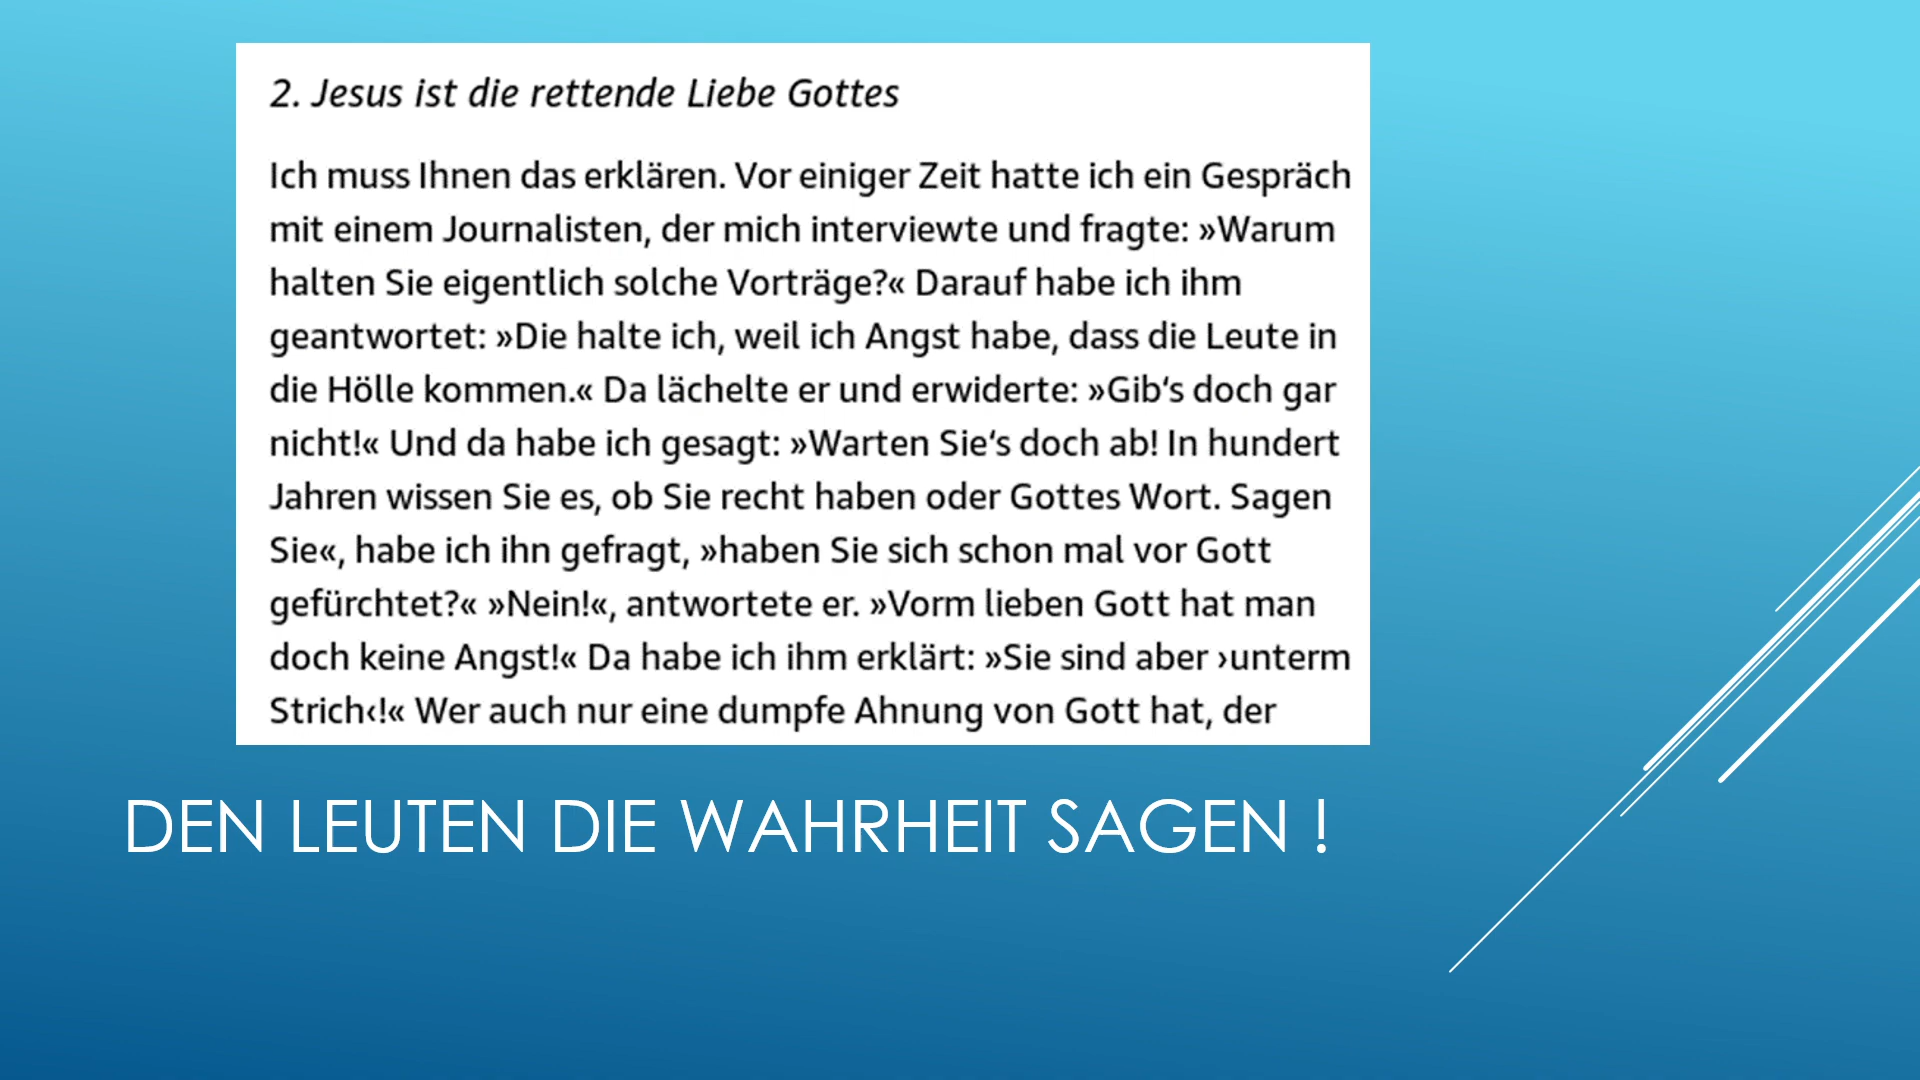 2. Jesus ist die rettende Liebe Gottes
Ich muss Ihnen das erklären. Vor einiger Zeit hatte ich ein Gespräch
mit einem Journalisten, der mich interviewte und fragte: »Warum
halten Sie eigentlich solche Vorträge?« Darauf habe ich ihm
geantwortet: »Die halte ich, weil ich Angst habe, dass die Leute in
die Hölle kommen.« Da lächelte er und erwiderte: »Gib‘s doch gar
nicht!« Und da habe ich gesagt: »Warten Sie‘s doch ab! In hundert
Jahren wissen Sie es, ob Sie recht haben oder Gottes Wort. Sagen
Sie«, habe ich ihn gefragt, »haben Sie sich schon mal vor Gott
gefürchtet?« »Nein!«, antwortete er. »Vorm lieben Gott hat man
doch keine Angst!« Da habe ich ihm erklärt: »Sie sind aber ›unterm
Strich‹!« Wer auch nur eine dumpfe Ahnung von Gott hat, der
DEN LEUTEN DIE WAHRHEIT SAGEN !